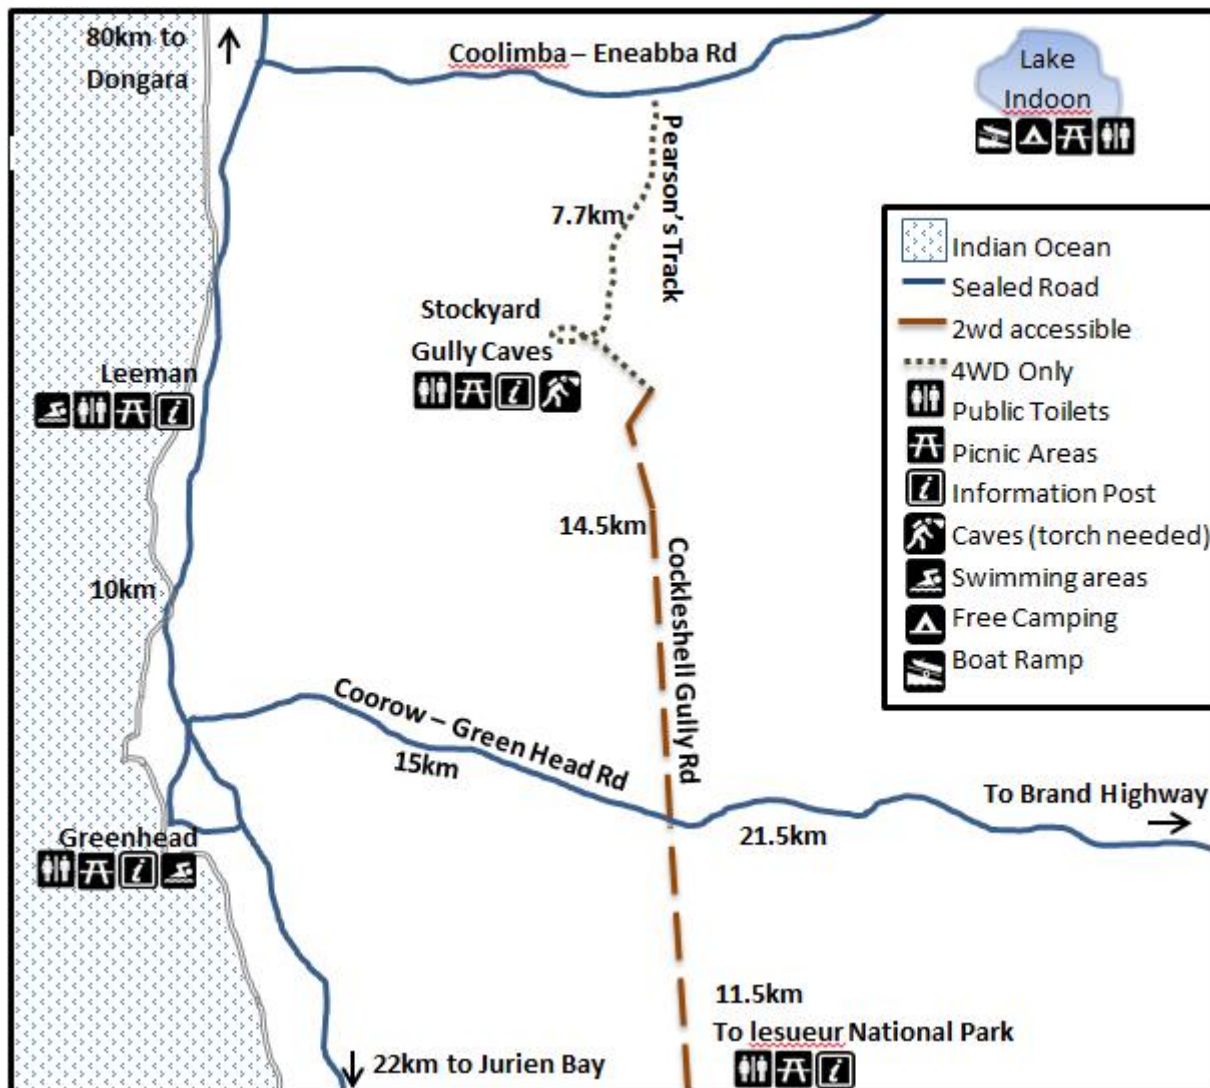 80km to
Dongara
Coolimba – Eneabba Rd
Lake
Indoon
Pearson's Track
7.7km
Stockyard
Gully Caves
Leeman
14.5km
10km
Cockleshell Gully Rd
Coorow – Green Head Rd
15km
Greenhead
21.5km
To Brand Highway
11.5km
To lesueur National Park
22km to Jurien Bay
Indian Ocean
Sealed Road
2wd accessible
4WD Only
Public Toilets
Picnic Areas
Information Post
Caves (torch needed)
Swimming areas
Free Camping
Boat Ramp